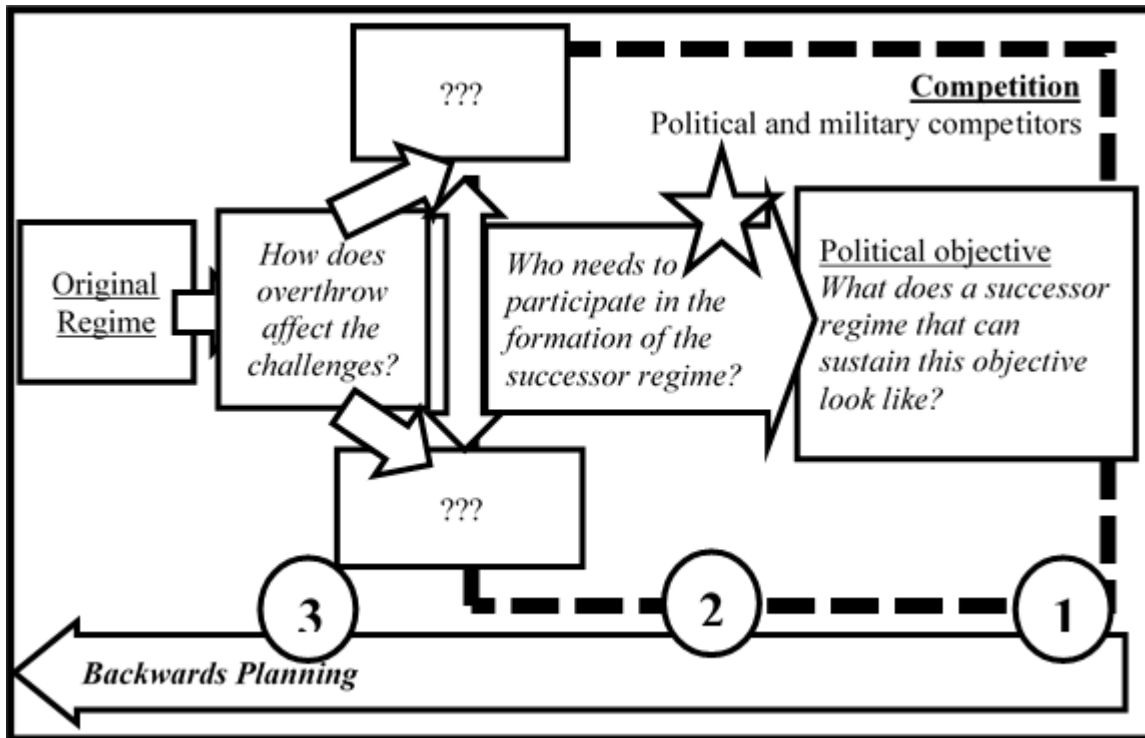 ???
Competition
Political and military competitors
Original
Regime
How does
overthrow
affect the
challenges?
Who needs to
participate in the
formation of the
successor regime?
Political objective
What does a successor
regime that can
sustain this objective
look like?
???
3
2
1
Backwards Planning